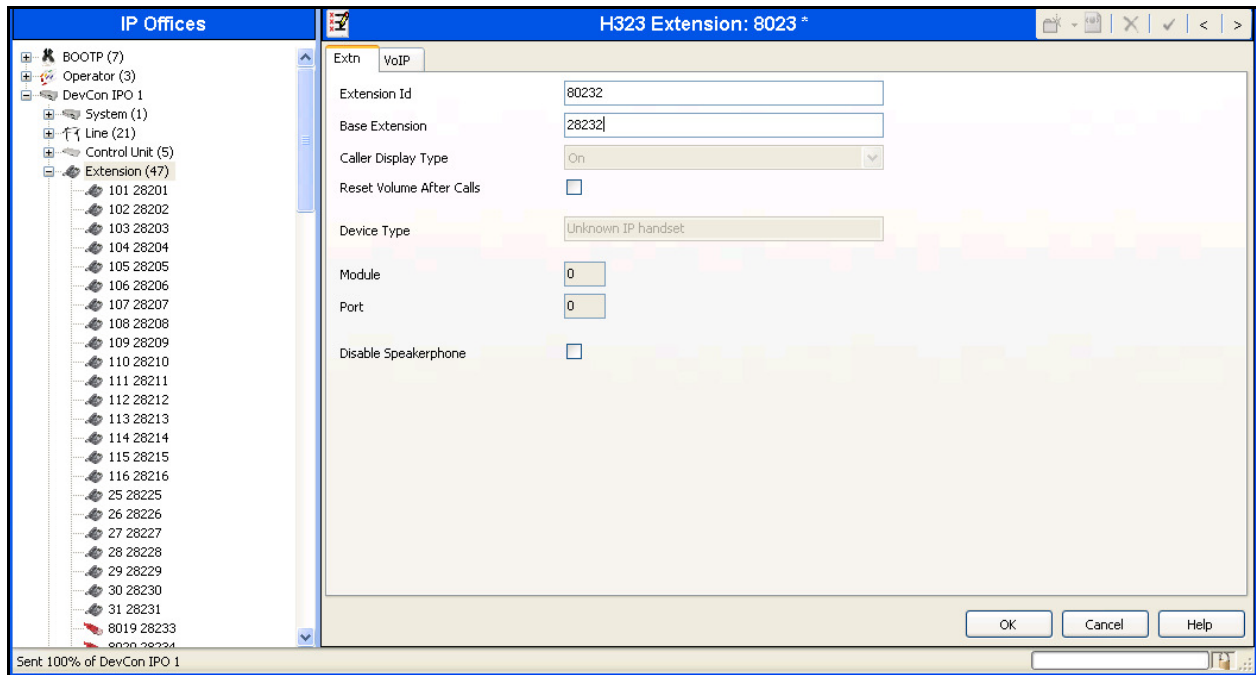 IP Offices
BOOTP (7)
Operator (3)
DevCon IPO 1
System (1)
Line (21)
Control Unit (5)
Extension (47)
101 28201
102 28202
103 28203
104 28204
105 28205
106 28206
107 28207
108 28208
109 28209
110 28210
111 28211
112 28212
113 28213
114 28214
115 28215
116 28216
25 28225
26 28226
27 28227
28 28228
29 28229
30 28230
31 28231
8019 28233
8020 28234
H323 Extension: 8023 *
Extn VoIP
Extension Id 80232
Base Extension 28232
Caller Display Type On
Reset Volume After Calls
Device Type Unknown IP handset
Module 0
Port 0
Disable Speakerphone
OK Cancel Help
Sent 100% of DevCon IPO 1